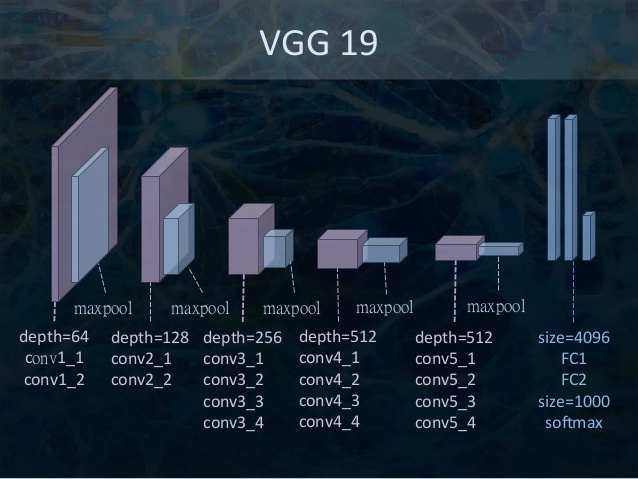 VGG 19
maxpool
maxpool
maxpool
maxpool
maxpool
depth=64
conv1_1
conv1_2
depth=128
conv2_1
conv2_2
depth=256
conv3_1
conv3_2
conv3_3
conv3_4
depth=512
conv4_1
conv4_2
conv4_3
conv4_4
depth=512
conv5_1
conv5_2
conv5_3
conv5_4
size=4096
FC1
FC2
size=1000
softmax